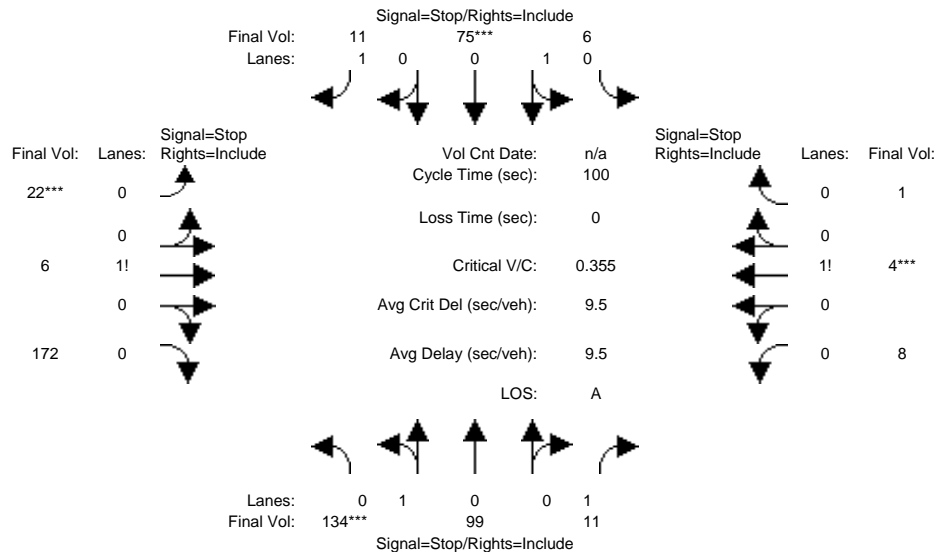 Signal=Stop/Rights=Include
Final Vol: 11 75*** 6
Lanes: 1 0 0 1 0
Signal=Stop
Final Vol: Lanes: Rights=Include
Vol Cnt Date: n/a
Signal=Stop
Rights=Include Lanes: Final Vol:
Cycle Time (sec): 100
22*** 0
0 1
Loss Time (sec): 0
0
0
6 1!
Critical V/C: 0.355
1! 4***
0
Avg Crit Del (sec/veh): 9.5
0
172 0
Avg Delay (sec/veh): 9.5
0 8
LOS: A
Lanes: 0 1 0 0 1
Final Vol: 134*** 99 11
Signal=Stop/Rights=Include